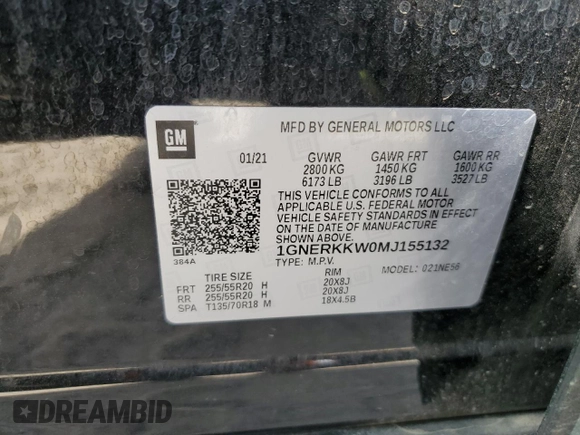 GM
MFD BY GENERAL MOTORS LLC
01/21 GVWR GAWR FRT GAWR RR
2800 KG 1450 KG 1600 KG
6173 LB 3196 LB 3527 LB
THIS VEHICLE CONFORMS TO ALL
APPLICABLE U.S. FEDERAL MOTOR
VEHICLE SAFETY STANDARDS IN EFFECT
ON THE DATE OF MANUFACTURE
SHOWN ABOVE.
384A
1GNERKKW0MJ155132
TYPE: M.P.V. MODEL: 021NE56
TIRE SIZE RIM
FRT 255/55R20 H 20X8J
RR 255/55R20 H 20X8J
SPA T135/70R18 M 18X4.5B
DREAMBID